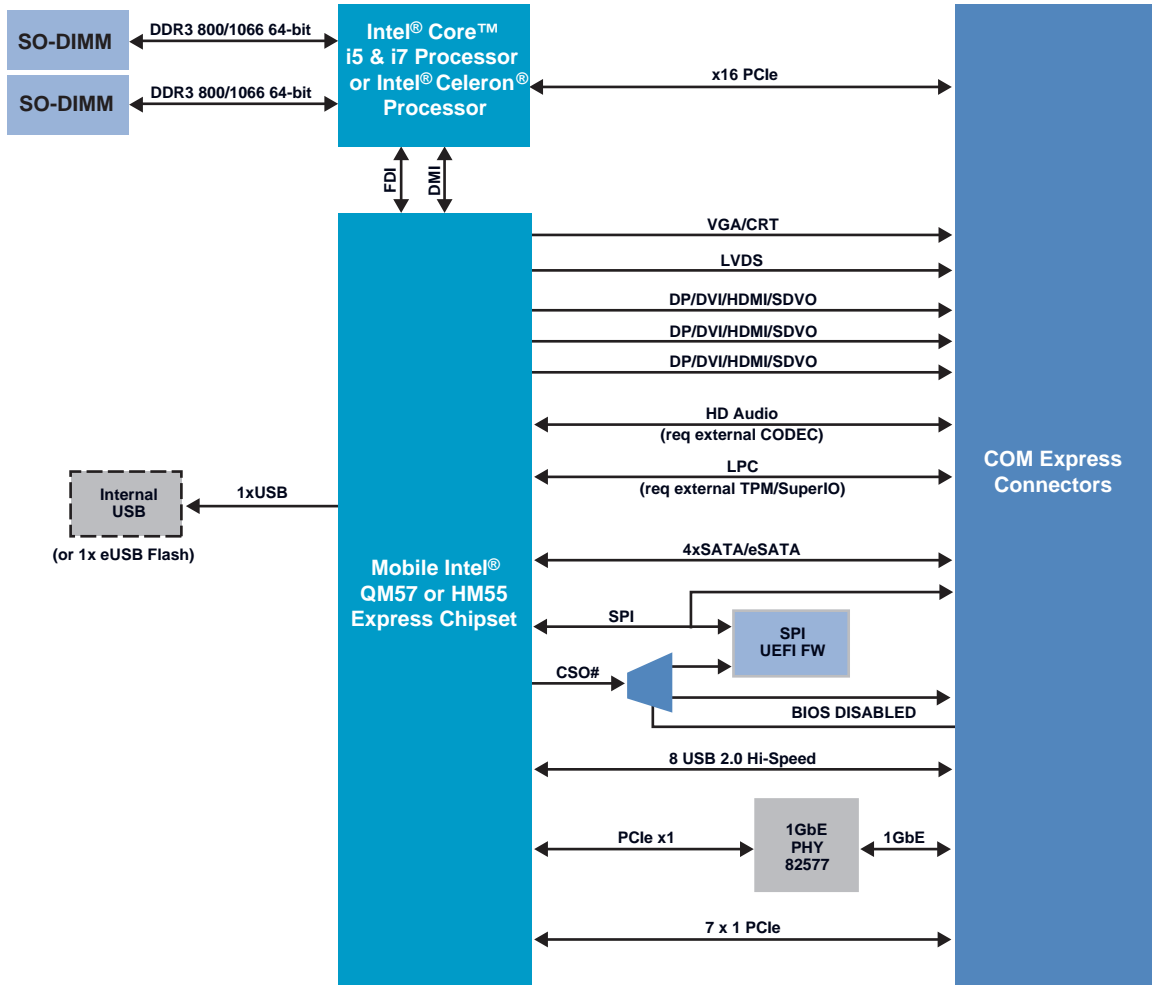 SO-DIMM
DDR3 800/1066 64-bit
SO-DIMM
DDR3 800/1066 64-bit
Intel® Core™
i5 & i7 Processor
or Intel® Celeron®
Processor
x16 PCIe
FDI
DMI
VGA/CRT
LVDS
DP/DVI/HDMI/SDVO
DP/DVI/HDMI/SDVO
DP/DVI/HDMI/SDVO
HD Audio
(req external CODEC)
LPC
(req external TPM/SuperIO)
COM Express
Connectors
Internal
USB
1xUSB
(or 1x eUSB Flash)
Mobile Intel®
QM57 or HM55
Express Chipset
4xSATA/eSATA
SPI
SPI
UEFI FW
CSO#
BIOS DISABLED
8 USB 2.0 Hi-Speed
PCIe x1
1GbE
PHY
82577
1GbE
7 x 1 PCIe